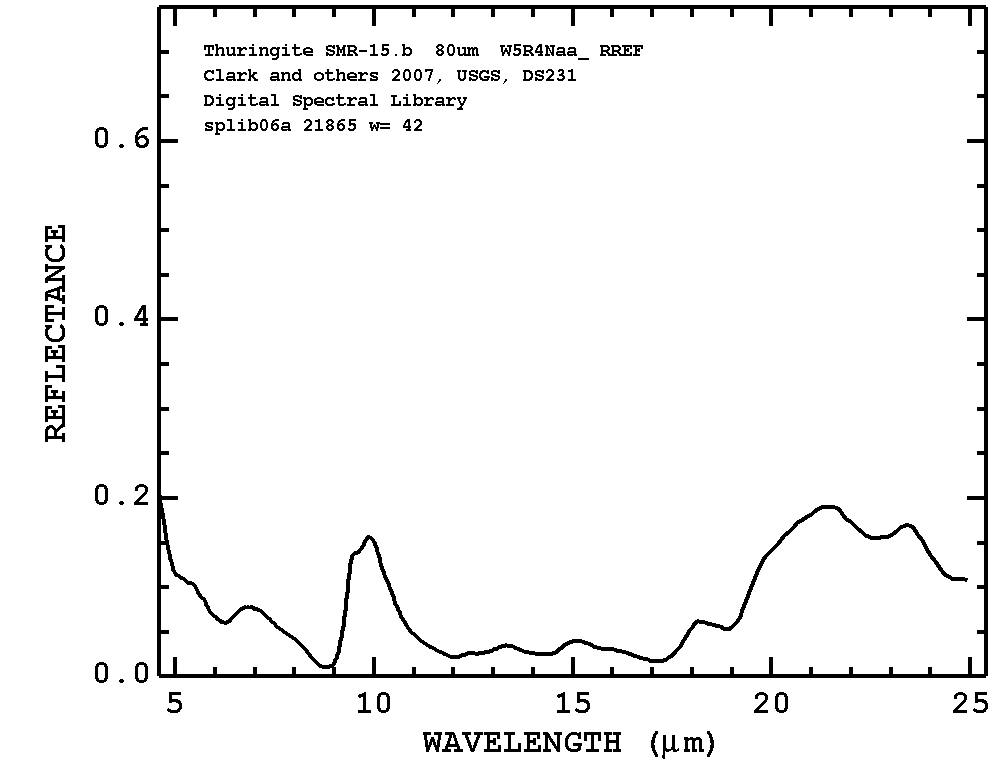 Thuringite SMR-15.b 80um W5R4Naa_ RREF
Clark and others 2007, USGS, DS231
Digital Spectral Library
splib06a 21865 w= 42
0.6
0.4
0.2
0.0
REFLECTANCE
5 10 15 20 25
WAVELENGTH (μm)